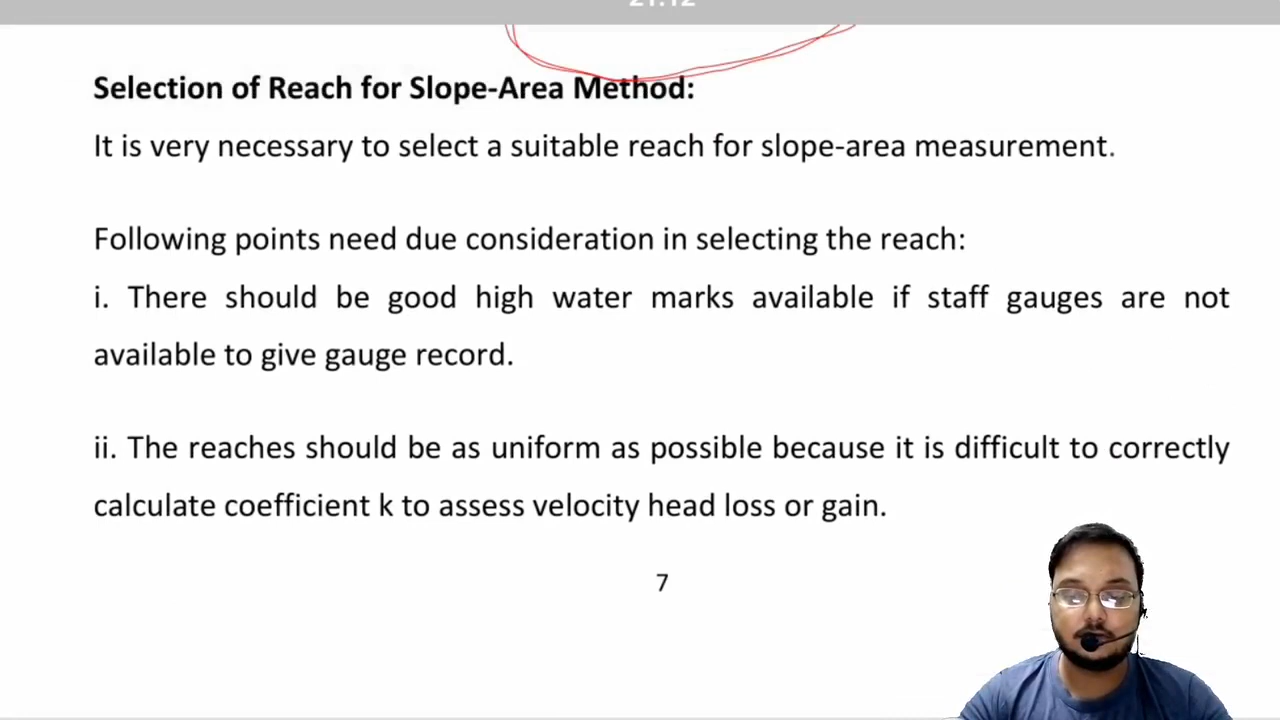 Selection of Reach for Slope-Area Method:
It is very necessary to select a suitable reach for slope-area measurement.
Following points need due consideration in selecting the reach:
i. There should be good high water marks available if staff gauges are not
available to give gauge record.
ii. The reaches should be as uniform as possible because it is difficult to correctly
calculate coefficient k to assess velocity head loss or gain.
7